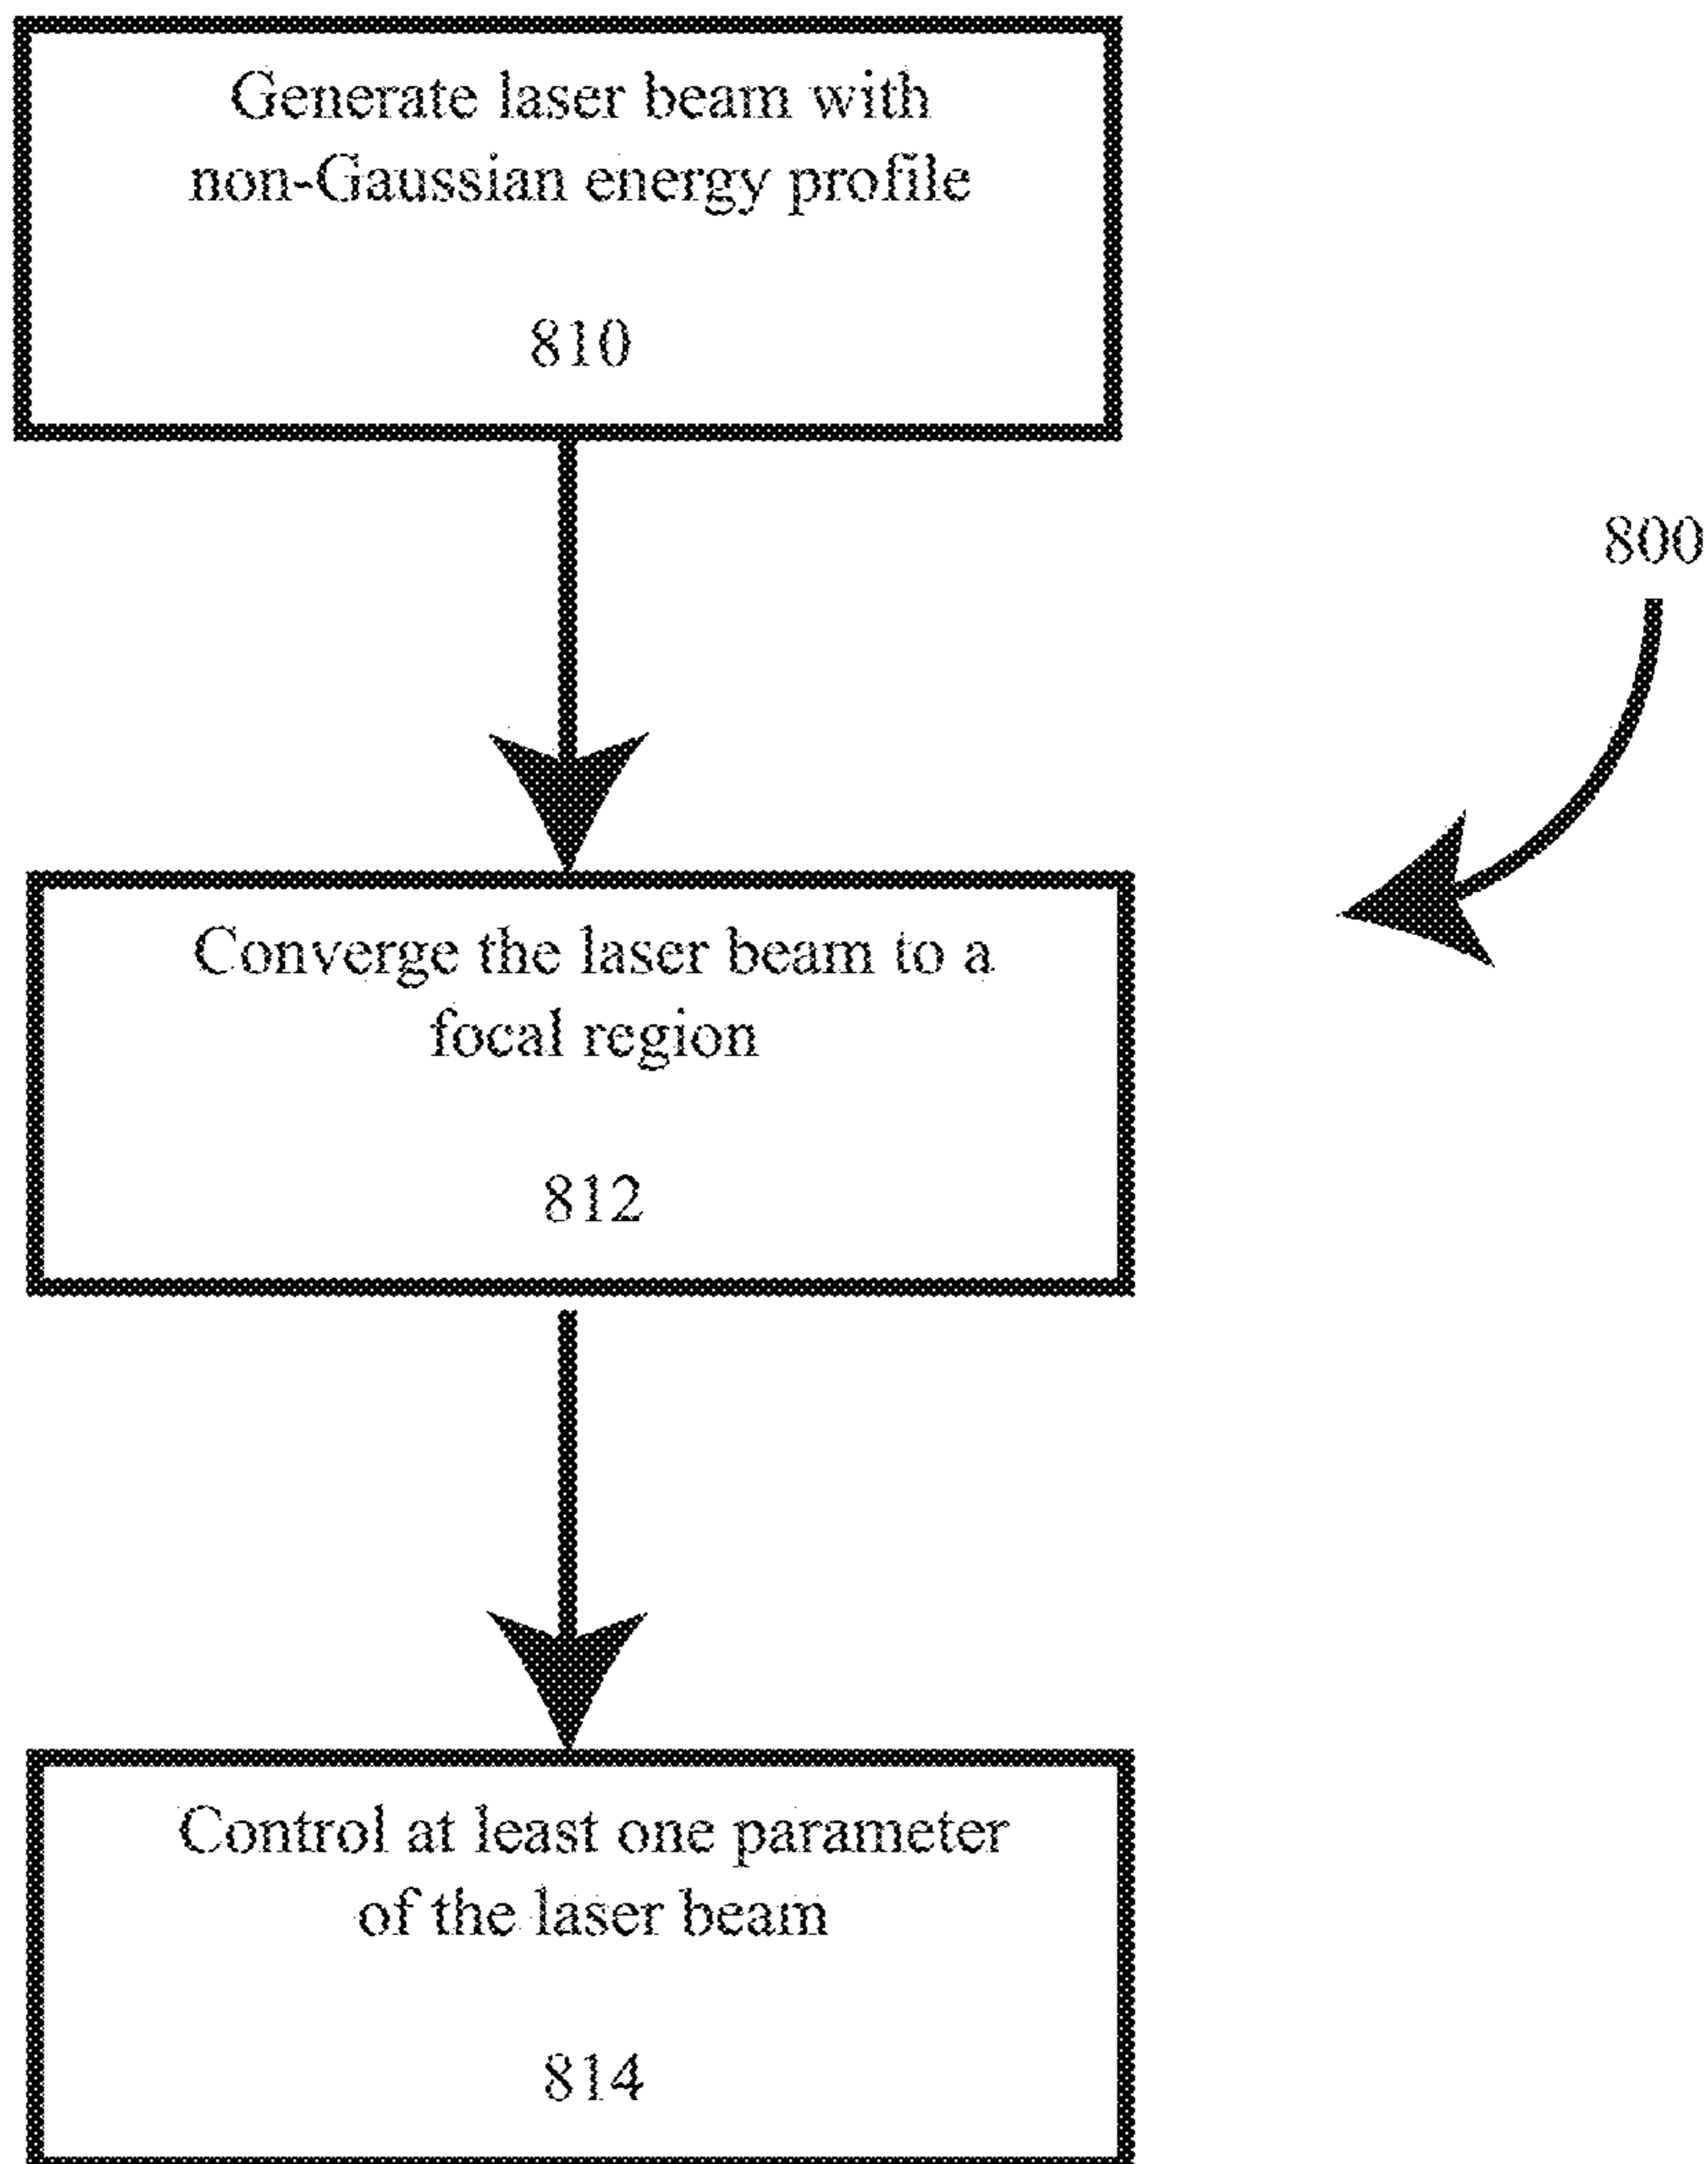 Generate laser beam with
non-Gaussian energy profile
810
800
Converge the laser beam to a
focal region
812
Control at least one parameter
of the laser beam
814